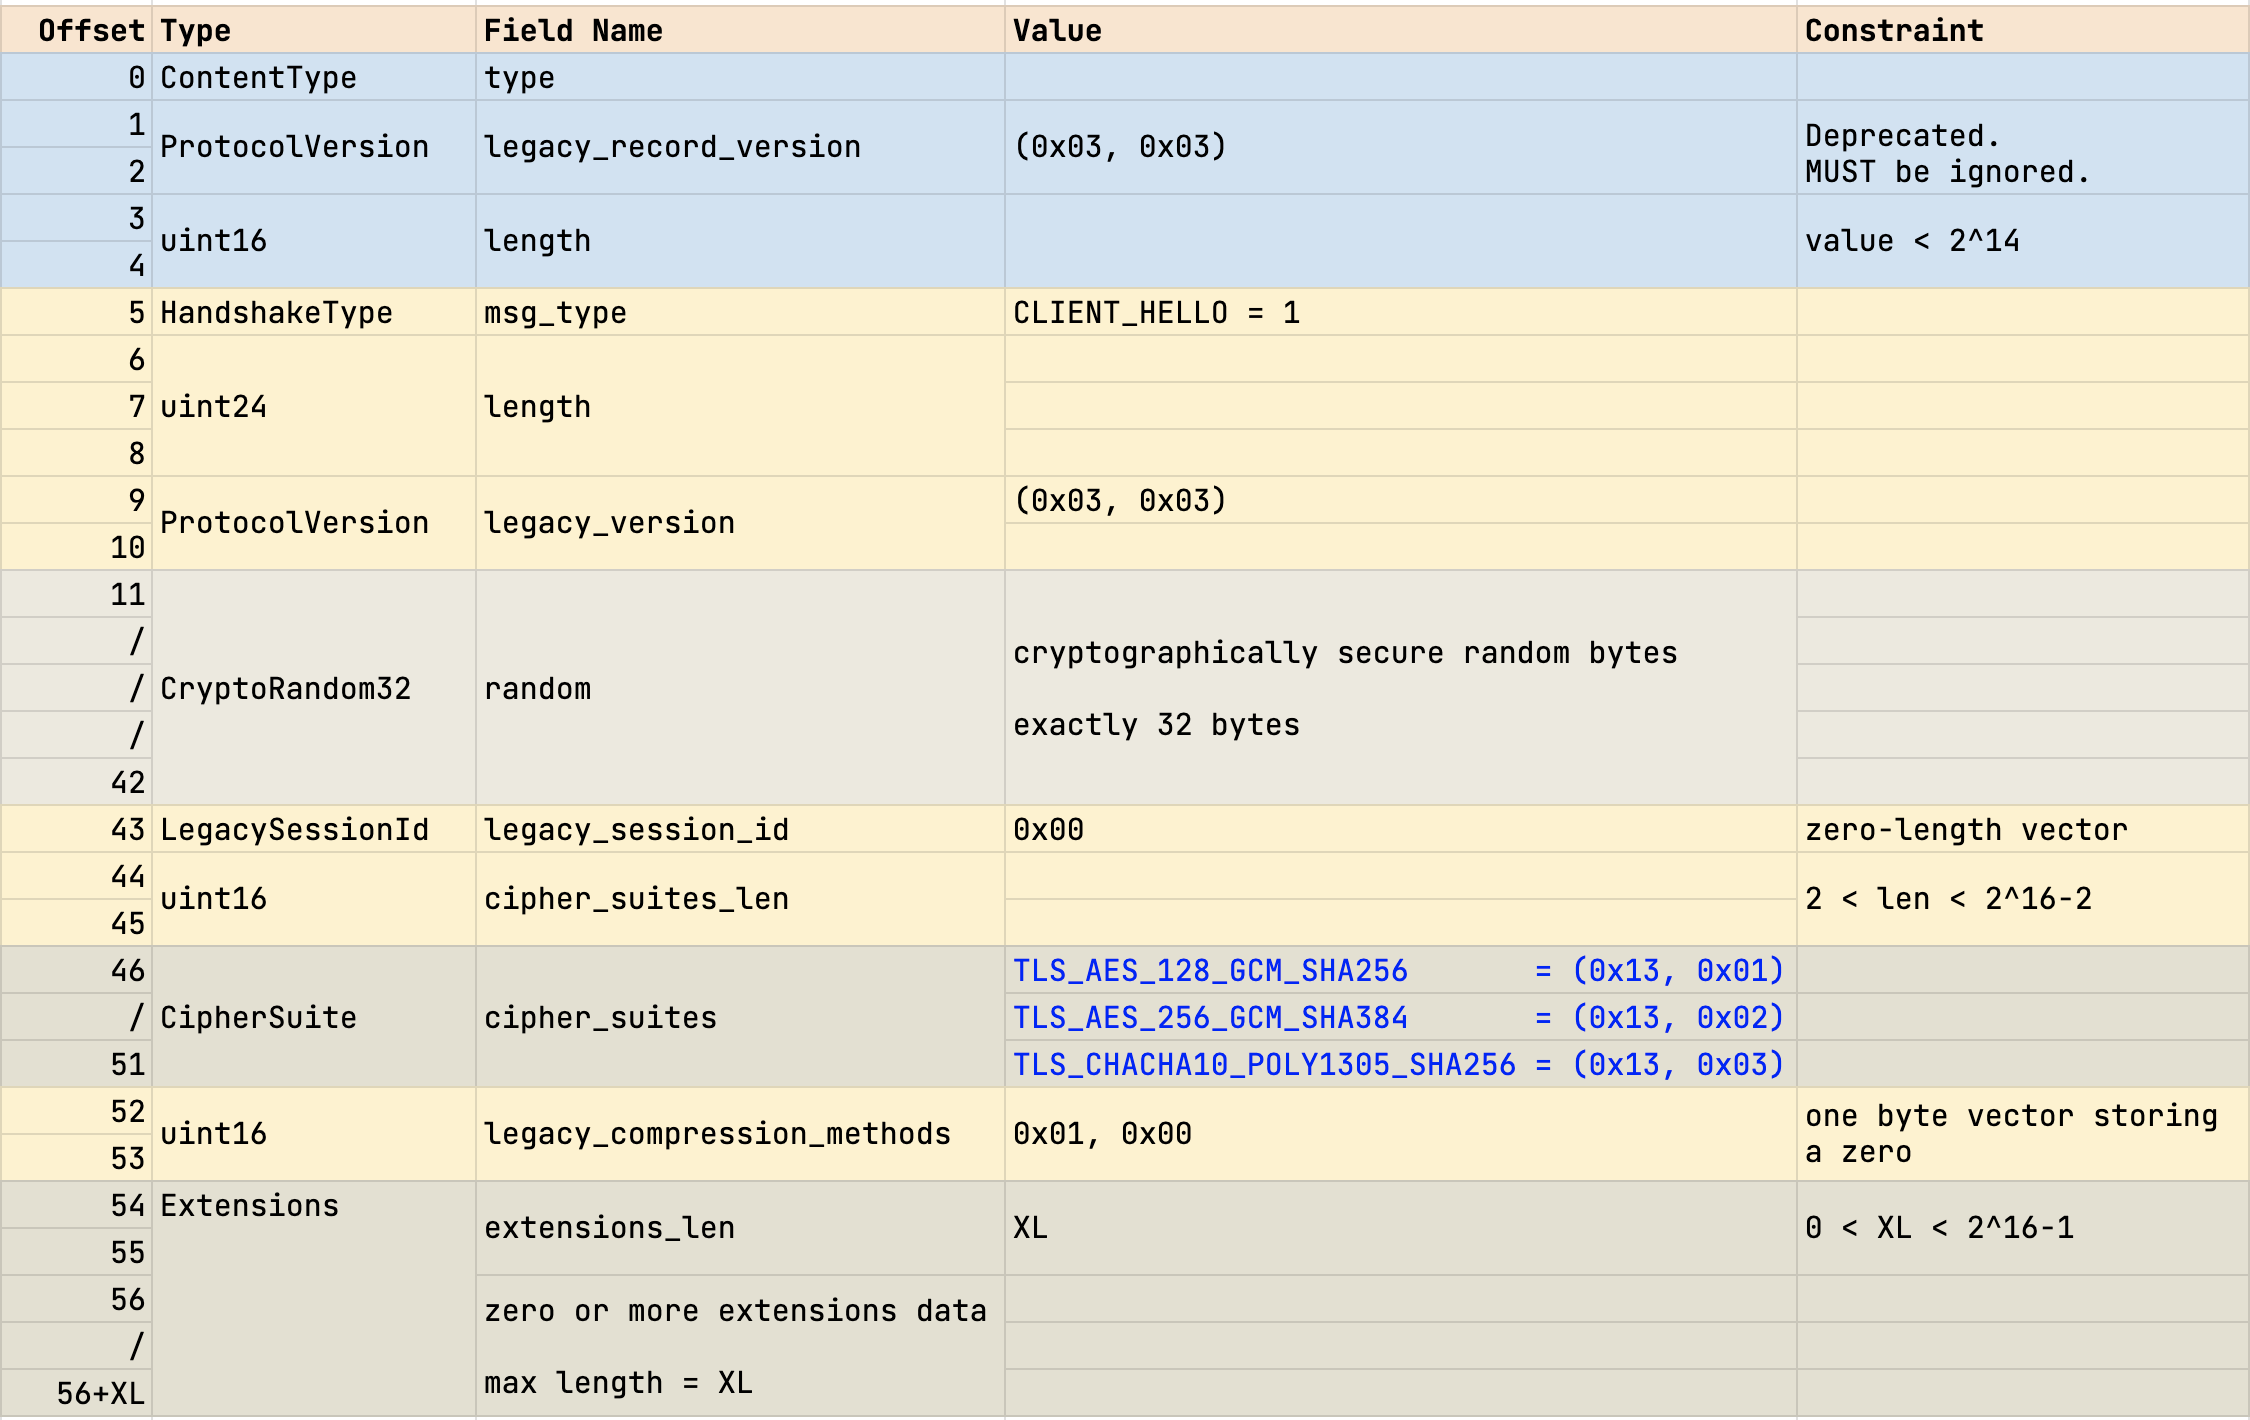 Offset Type Field Name Value Constraint
0 ContentType type
1
ProtocolVersion legacy_record_version (0x03, 0x03) Deprecated.
MUST be ignored.
2
3
uint16 length value < 2^14
4
5 HandshakeType msg_type CLIENT_HELLO = 1
6
7 uint24 length
8
9 (0x03, 0x03)
ProtocolVersion legacy_version
10
11
/
cryptographically secure random bytes
/ CryptoRandom32 random
exactly 32 bytes
/
42
43 LegacySessionId legacy_session_id 0x00 zero-length vector
44
uint16 cipher_suites_len 2 < len < 2^16-2
45
46 TLS_AES_128_GCM_SHA256 = (0x13, 0x01)
/ CipherSuite cipher_suites TLS_AES_256_GCM_SHA384 = (0x13, 0x02)
51 TLS_CHACHA10_POLY1305_SHA256 = (0x13, 0x03)
52
uint16 legacy_compression_methods 0x01, 0x00 one byte vector storing
a zero
53
54 Extensions
extensions_len XL 0 < XL < 2^16-1
55
56
zero or more extensions data
/
max length = XL
56+XL